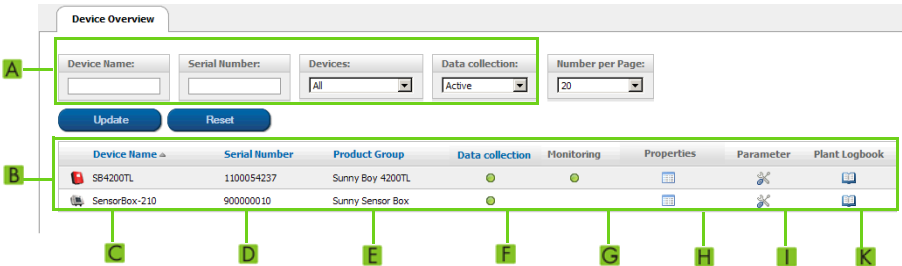 Device Overview
A
Device Name: Serial Number: Devices: Data collection: Number per Page:
All Active 20
Update Reset
B
Device Name Serial Number Product Group Data collection Monitoring Properties Parameter Plant Logbook
SB4200TL 1100054237 Sunny Boy 4200TL
SensorBox-210 900000010 Sunny Sensor Box
C D E F G H I K